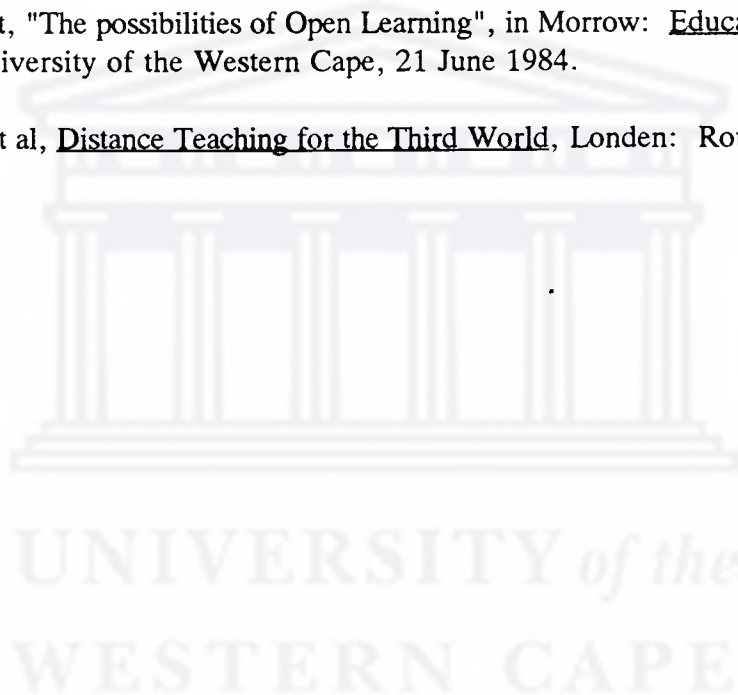 t, "The possibilities of Open Learning", in Morrow: Educa
iversity of the Western Cape, 21 June 1984.
t al, Distance Teaching for the Third World, Londen: Rou
UNIVERSITY of the
WESTERN CAPE